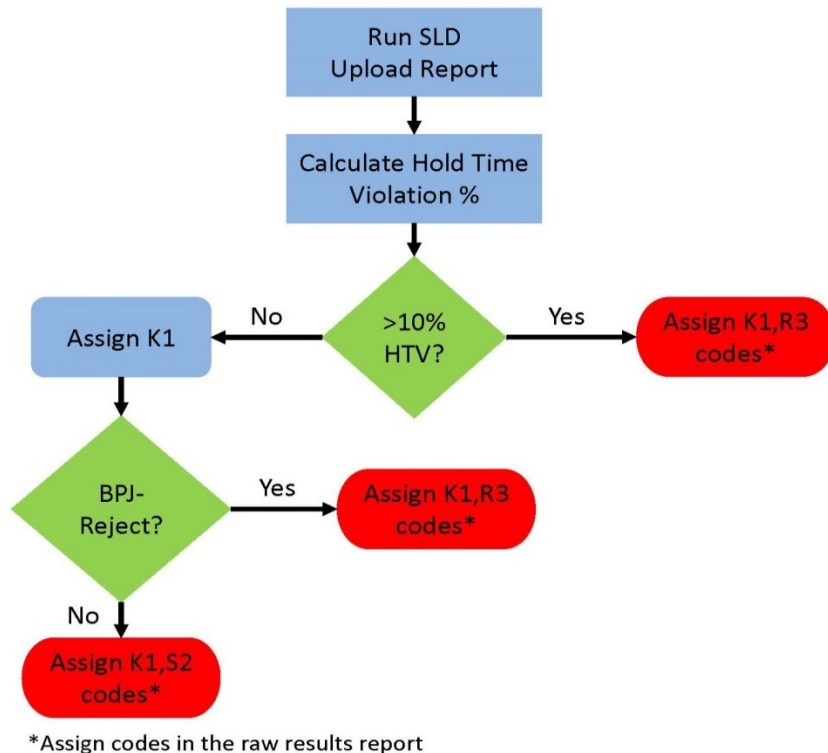 Run SLD
Upload Report
Calculate Hold Time
Violation %
>10%
HTV?
No
Yes
Assign K1
Assign K1,R3
codes*
BPJ-
Reject?
Yes
Assign K1,R3
codes*
No
Assign K1,S2
codes*
*Assign codes in the raw results report